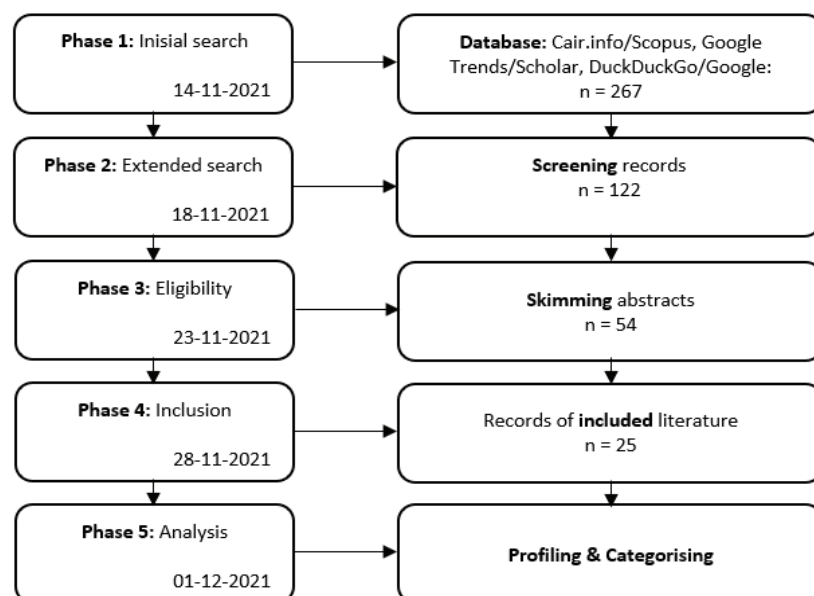 Phase 1: Inisial search
14-11-2021
Database: Cair.info/Scopus, Google
Trends/Scholar, DuckDuckGo/Google:
n = 267
Phase 2: Extended search
18-11-2021
Screening records
n = 122
Phase 3: Eligibility
23-11-2021
Skimming abstracts
n = 54
Phase 4: Inclusion
28-11-2021
Records of included literature
n = 25
Phase 5: Analysis
01-12-2021
Profiling & Categorising